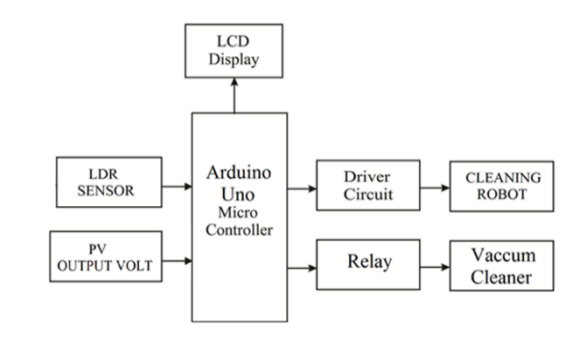 LCD
Display
LDR
SENSOR
PV
OUTPUT VOLT
Arduino
Uno
Micro
Controller
Driver
Circuit
CLEANING
ROBOT
Relay
Vaccum
Cleaner